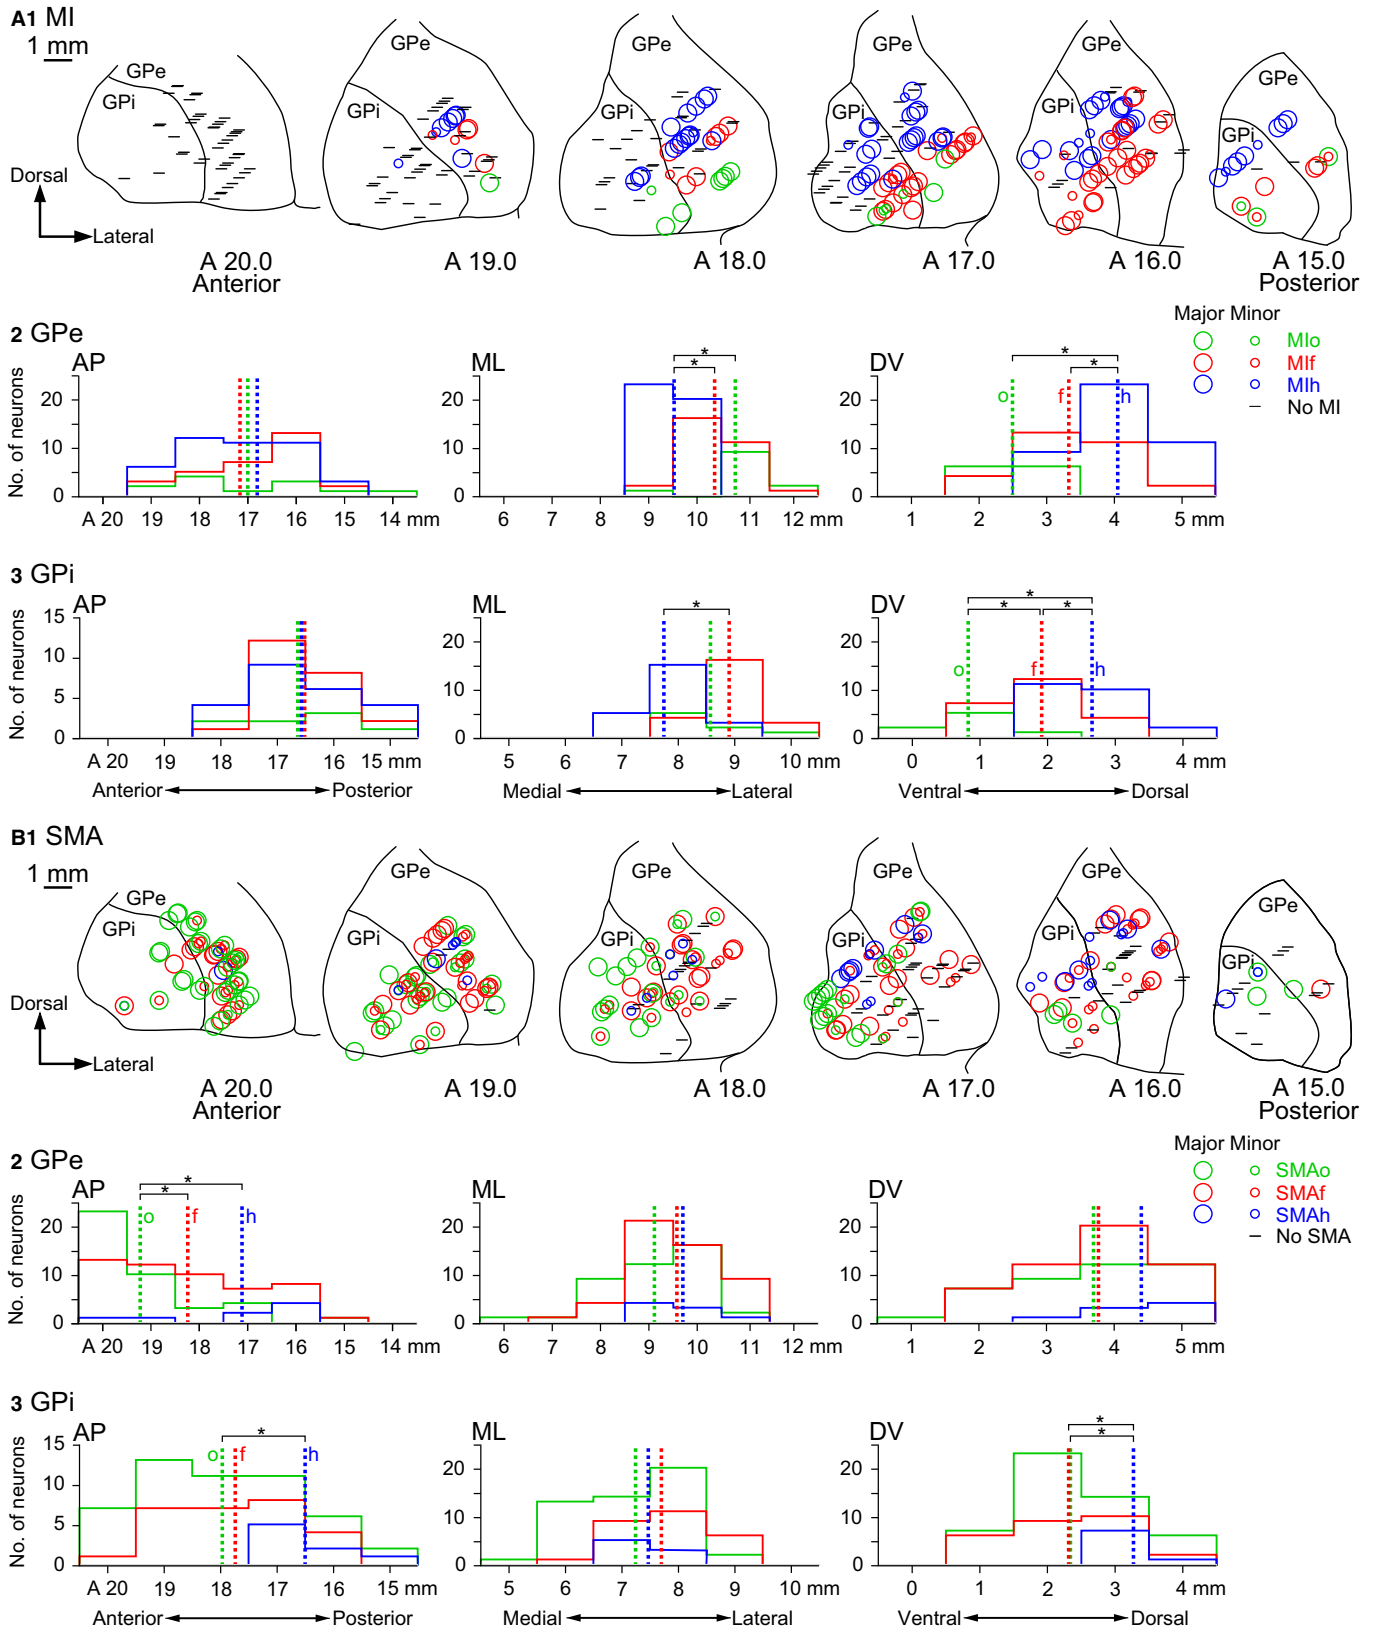 A1 MI
1 mm
GPe
GPi
GPe
GPi
GPe
GPi
GPe
GPi
GPe
GPi
GPe
GPi
Dorsal
Lateral
A 20.0
Anterior
A 19.0
A 18.0
A 17.0
A 16.0
A 15.0
Posterior
Major Minor
MIo
MIf
MIh
No MI
2 GPe
AP
No. of neurons
20
10
0
A 20 19 18 17 16 15 14 mm
ML
* *
20
10
0
6 7 8 9 10 11 12 mm
DV
* *
o f h
20
10
0
1 2 3 4 5 mm
3 GPi
AP
No. of neurons
15
10
5
0
A 20 19 18 17 16 15 mm
Anterior Posterior
ML
*
20
10
0
5 6 7 8 9 10 mm
Medial Lateral
DV
* * *
o f h
20
10
0
0 1 2 3 4 mm
Ventral Dorsal
B1 SMA
1 mm
GPe
GPi
GPe
GPi
GPe
GPi
GPe
GPi
GPe
GPi
GPe
GPi
Dorsal
Lateral
A 20.0
Anterior
A 19.0
A 18.0
A 17.0
A 16.0
A 15.0
Posterior
Major Minor
SMAo
SMAf
SMAh
No SMA
2 GPe
AP
* *
o f h
No. of neurons
20
10
0
A 20 19 18 17 16 15 14 mm
ML
20
10
0
6 7 8 9 10 11 12 mm
DV
20
10
0
1 2 3 4 5 mm
3 GPi
AP
*
o f h
No. of neurons
15
10
5
0
A 20 19 18 17 16 15 mm
Anterior Posterior
ML
20
10
0
5 6 7 8 9 10 mm
Medial Lateral
DV
* *
20
10
0
0 1 2 3 4 mm
Ventral Dorsal